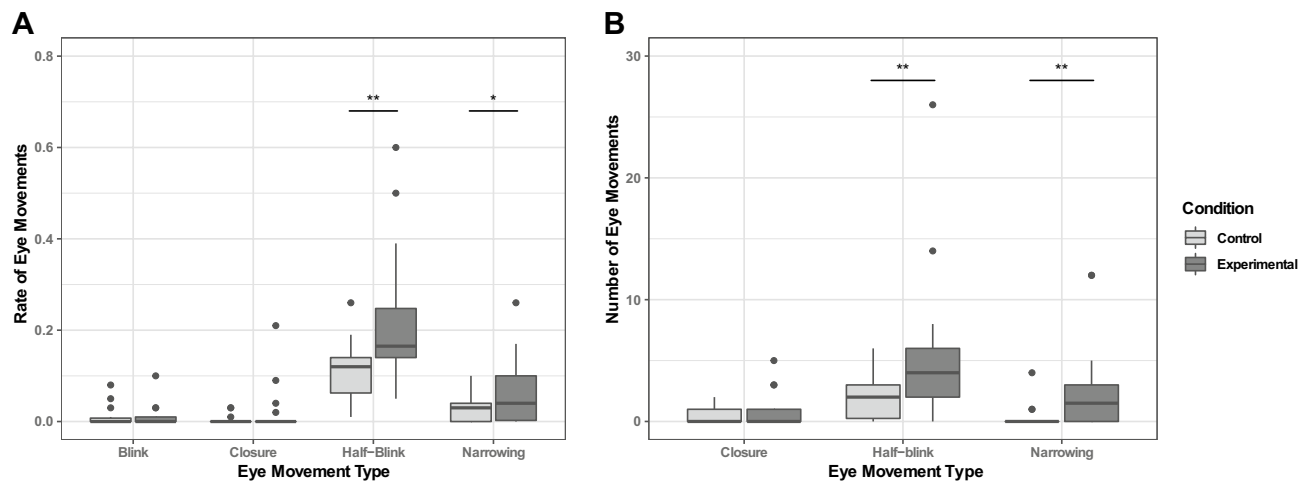 A
Rate of Eye Movements
0.8
0.6
0.4
0.2
0.0
**
*
Blink
Closure
Half−Blink
Narrowing
Eye Movement Type
B
Number of Eye Movements
30
20
10
0
**
**
Closure
Half−blink
Narrowing
Eye Movement Type
Condition
Control
Experimental